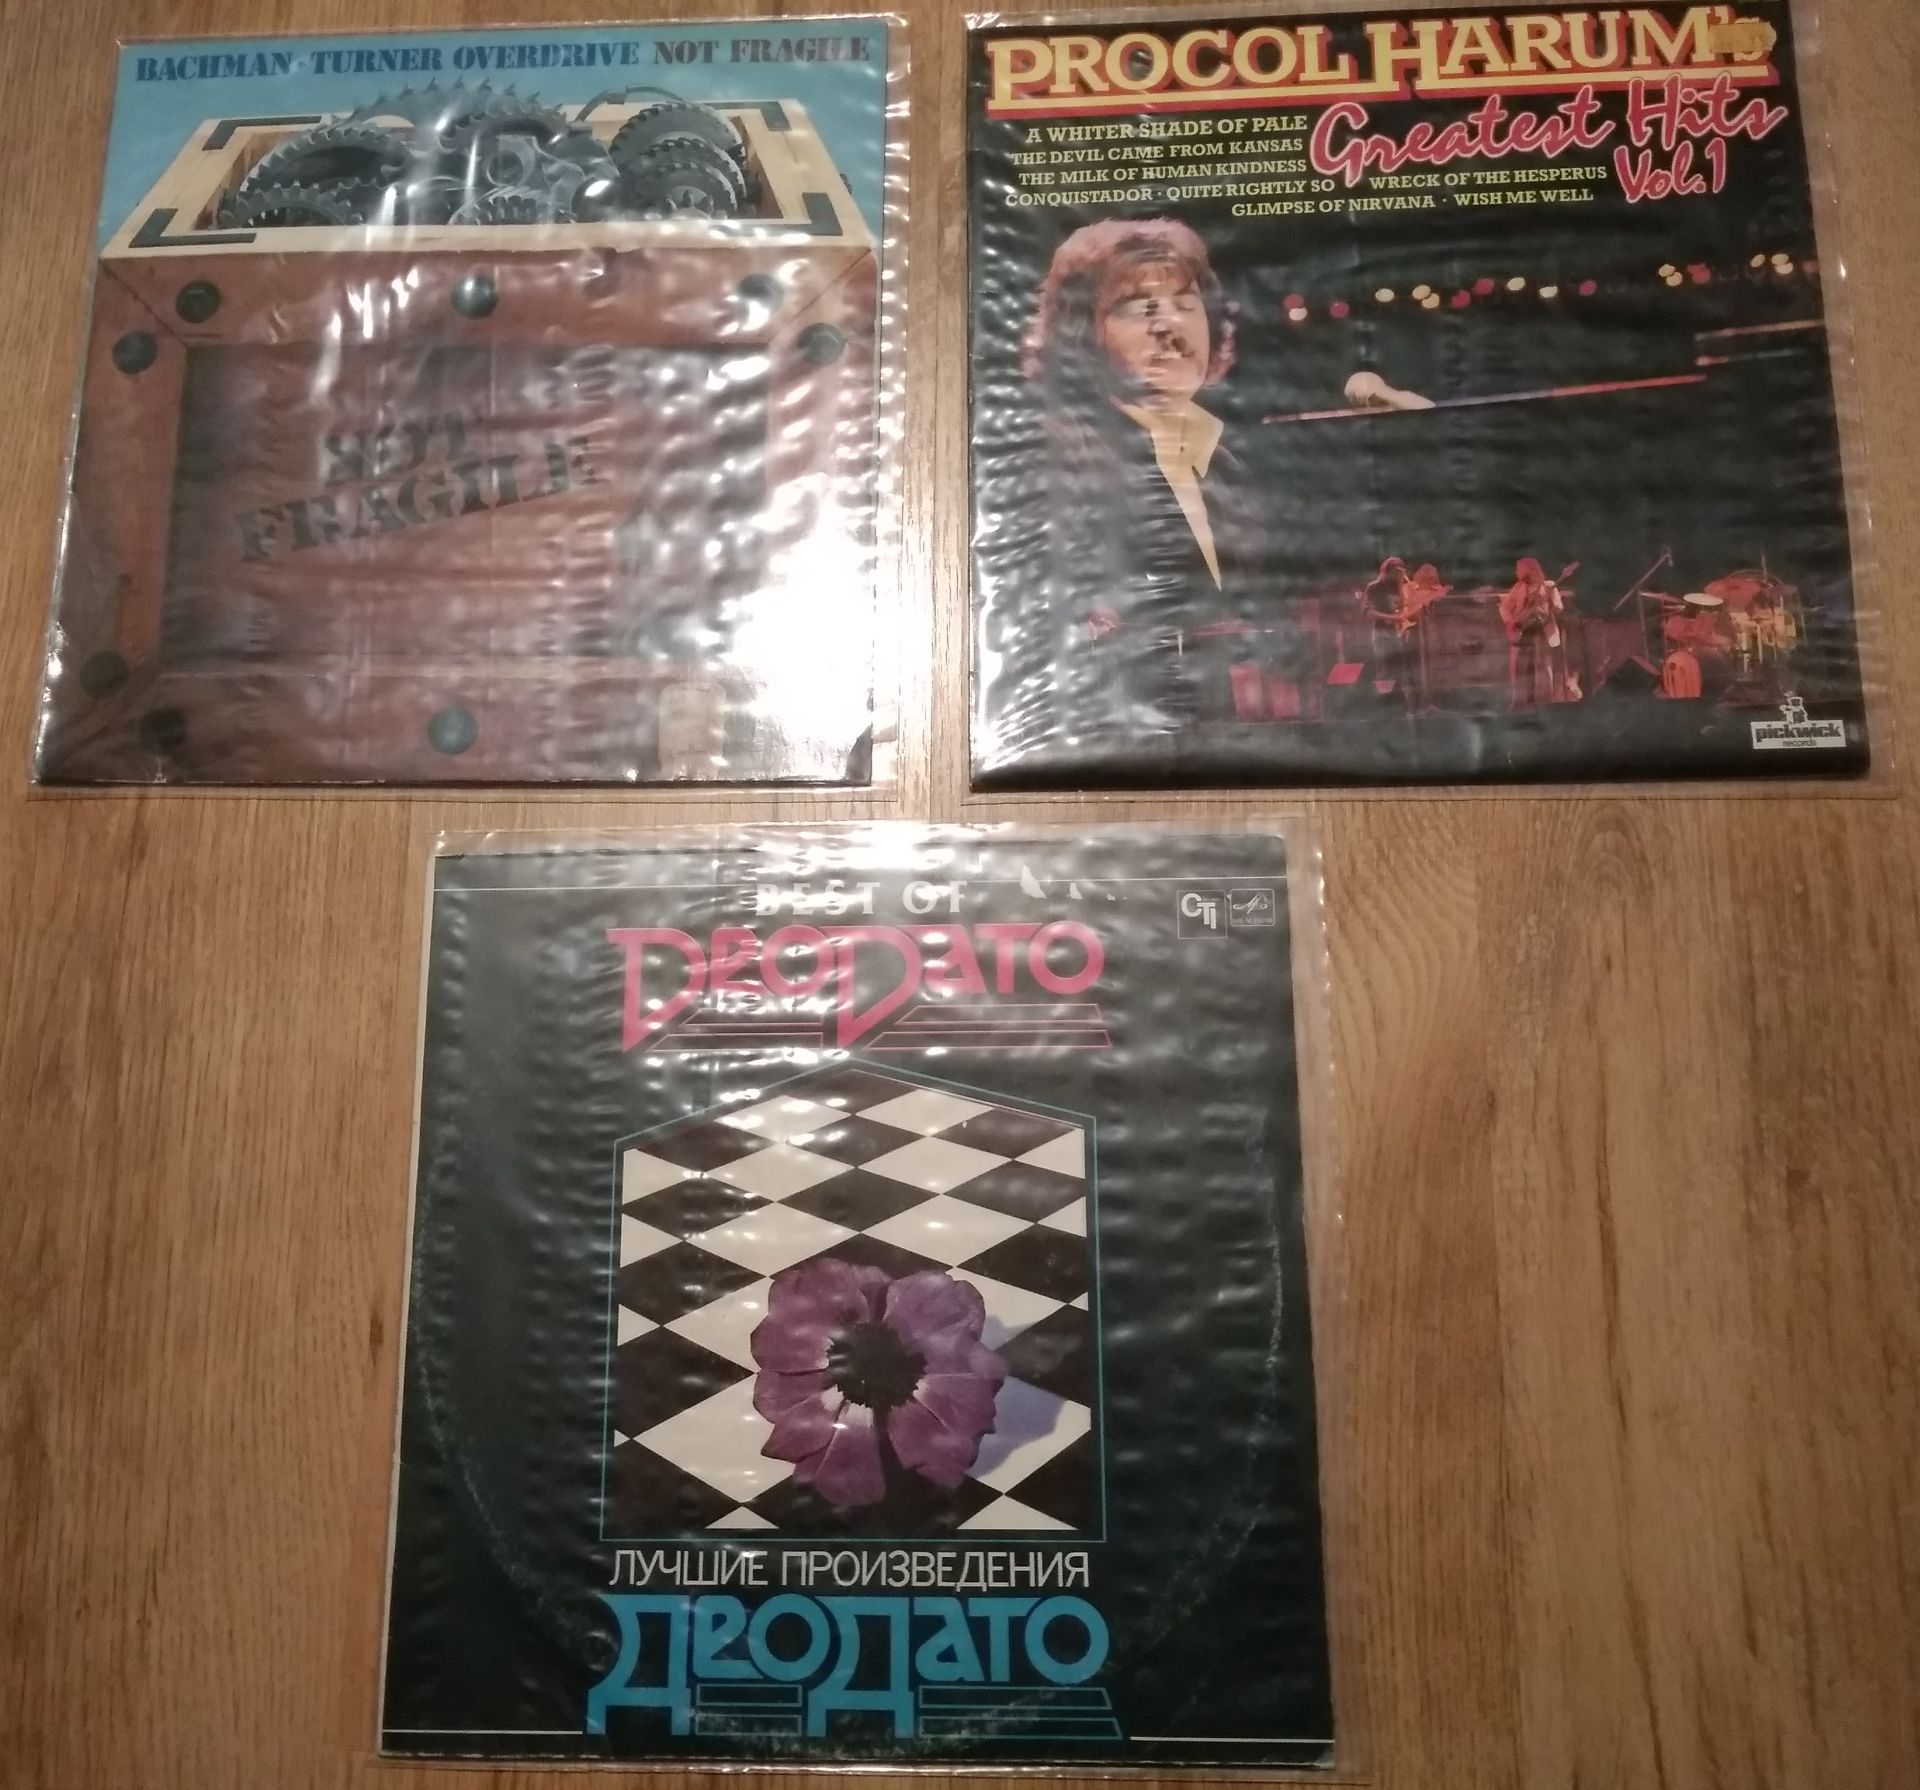 BACHMAN-TURNER OVERDRIVE NOT FRAGILE
NOT
FRAGILE
PROCOL HARUM's
Greatest Hits
Vol.1
A WHITER SHADE OF PALE
THE DEVIL CAME FROM KANSAS
THE MILK OF HUMAN KINDNESS
CONQUISTADOR · QUITE RIGHTLY SO
WRECK OF THE HESPERUS
GLIMPSE OF NIRVANA · WISH ME WELL
pickwick
records
BEST OF
DEODATO
CTI
МЕЛОДИЯ
ЛУЧШИЕ ПРОИЗВЕДЕНИЯ
ДЕОДАТО